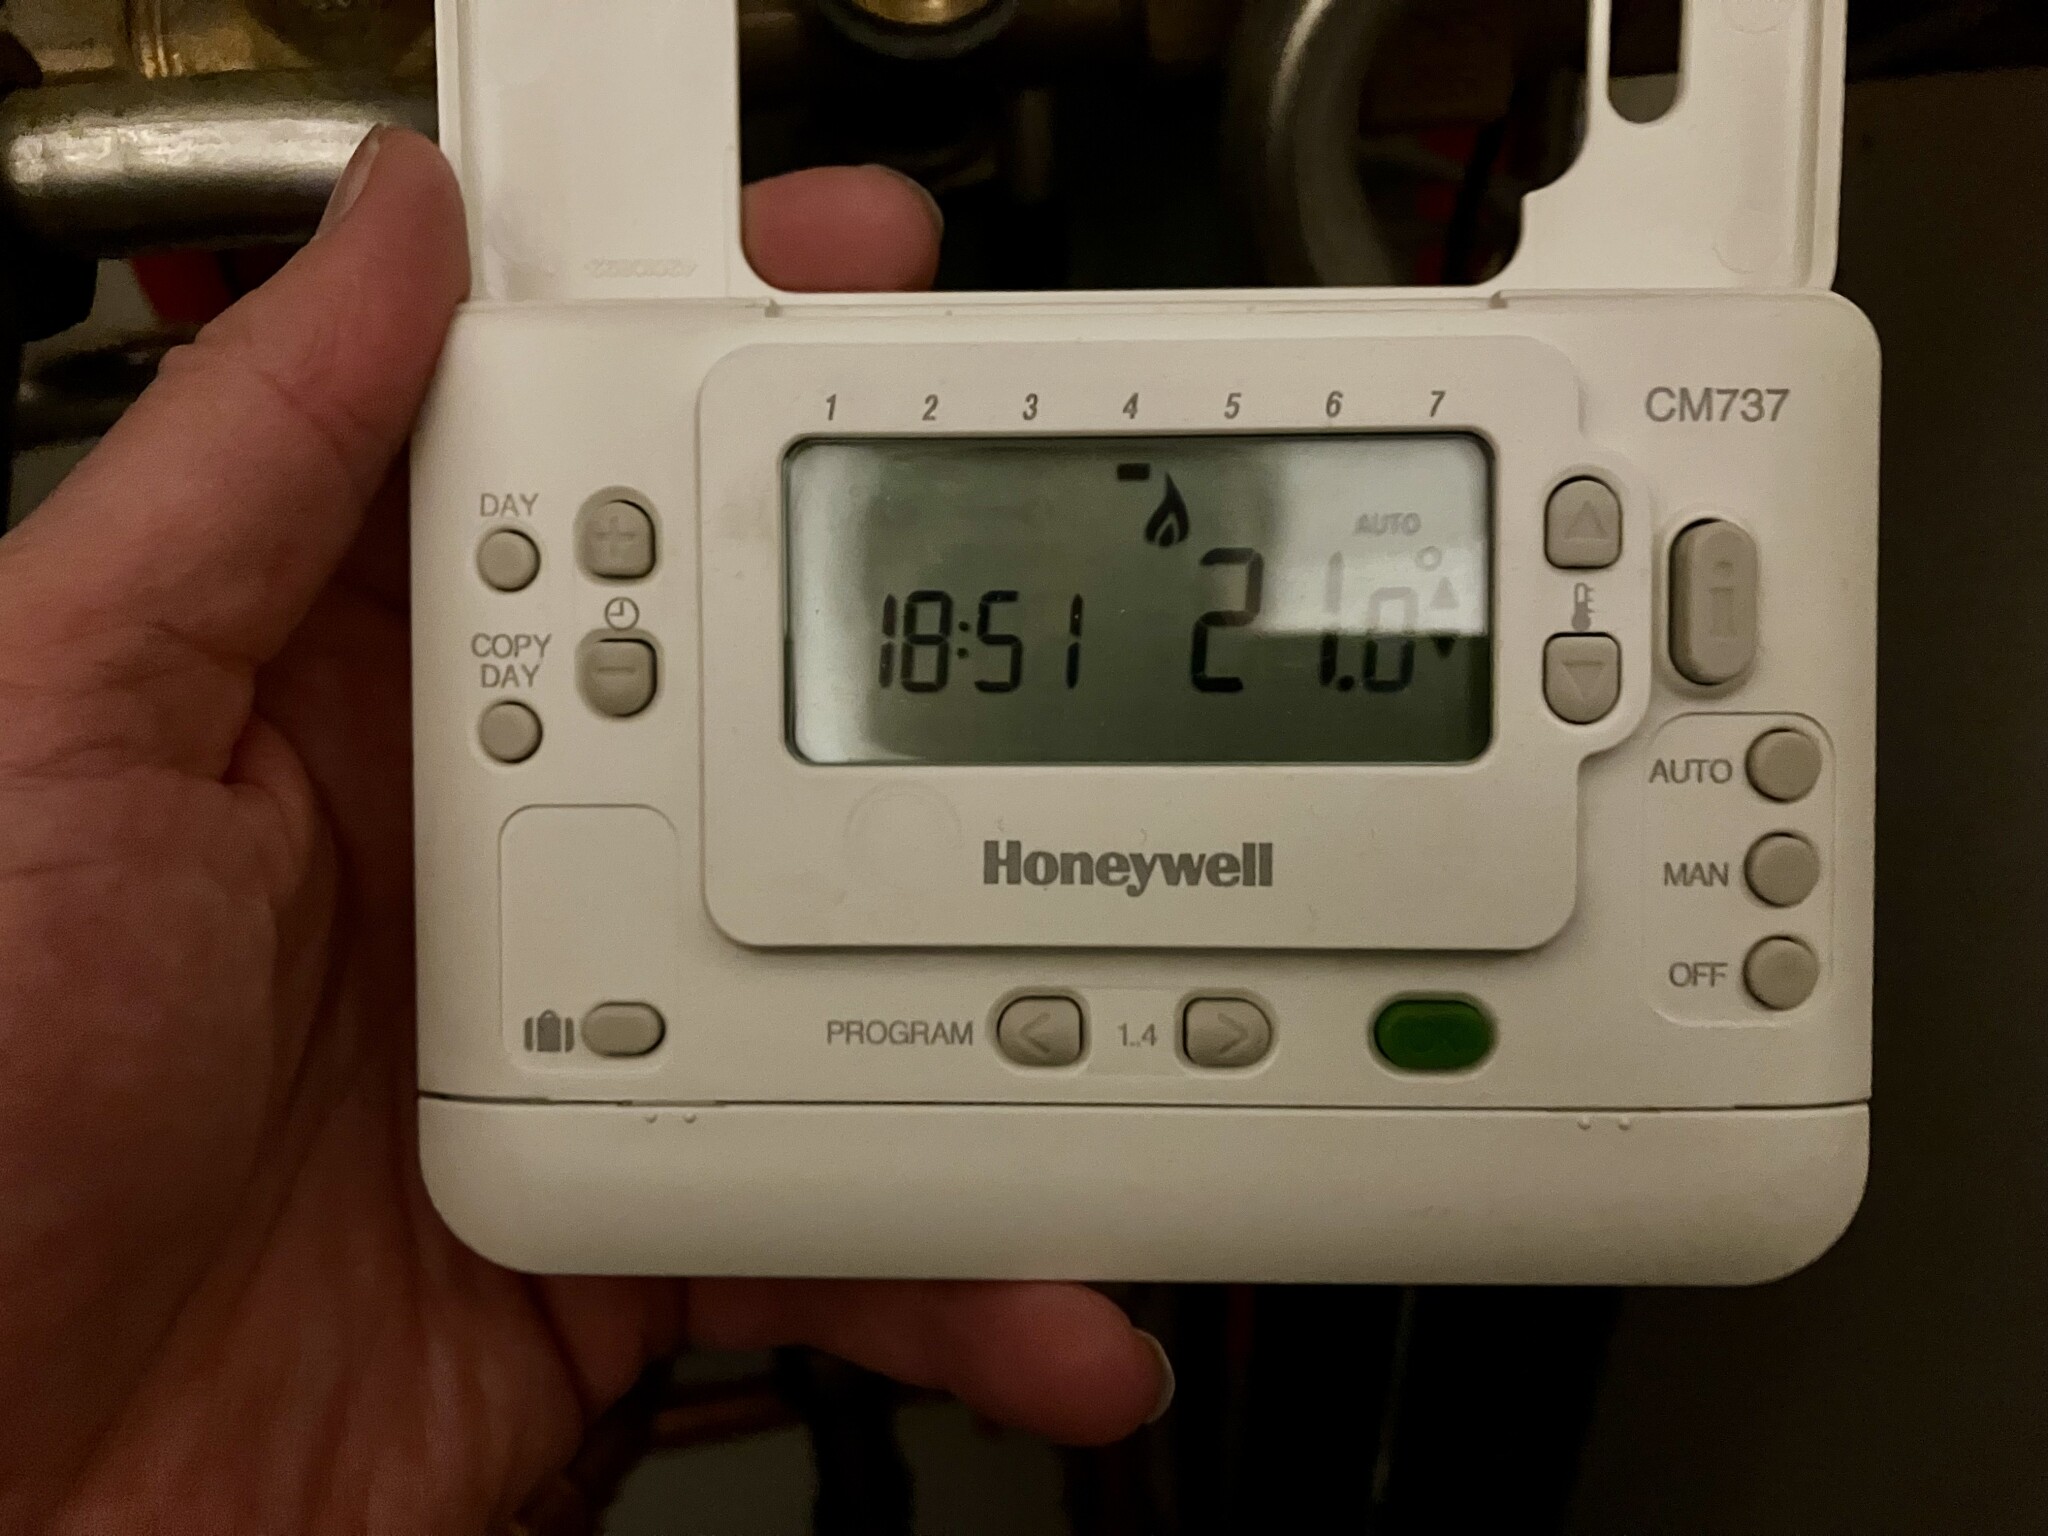 1 2 3 4 5 6 7
CM737
DAY
AUTO
18:51 21.0
COPY
DAY
AUTO
Honeywell
MAN
OFF
PROGRAM 1..4